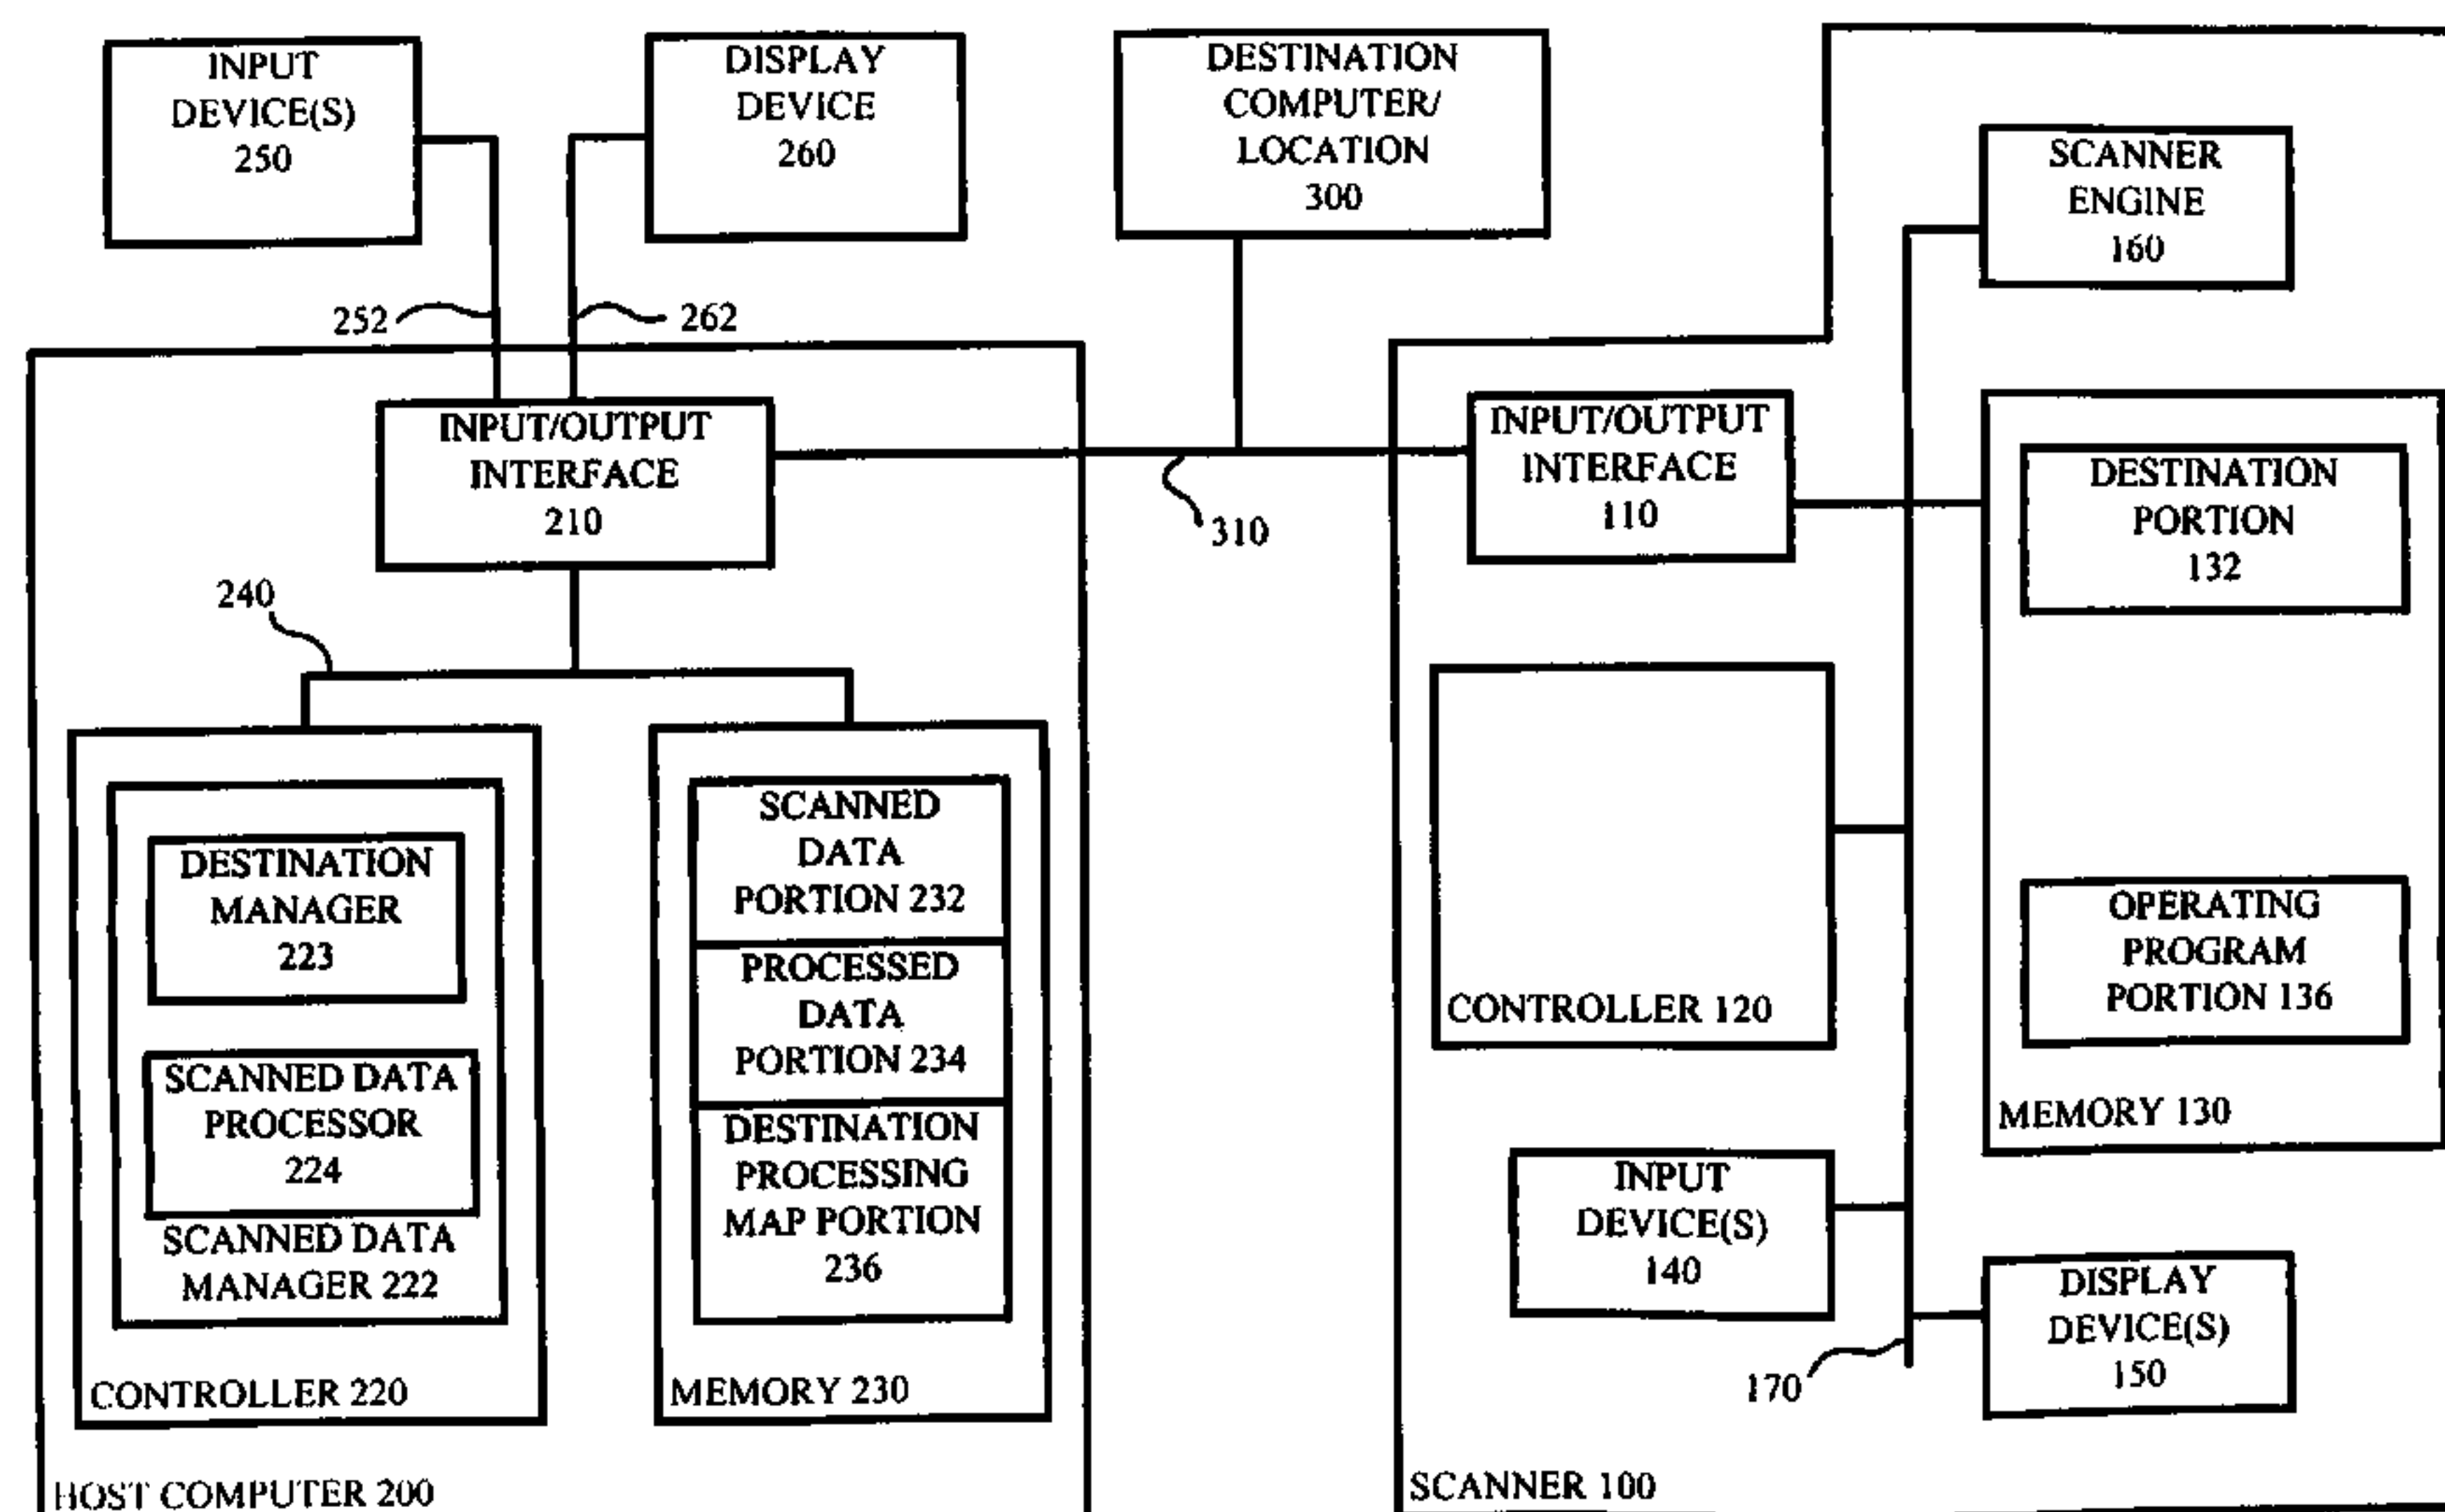 INPUT
DEVICE(S)
250
DISPLAY
DEVICE
260
DESTINATION
COMPUTER/
LOCATION
300
SCANNER
ENGINE
160
252
262
INPUT/OUTPUT
INTERFACE
210
310
INPUT/OUTPUT
INTERFACE
110
DESTINATION
PORTION
132
240
DESTINATION
MANAGER
223
SCANNED DATA
PROCESSOR
224
SCANNED DATA
MANAGER 222
CONTROLLER 220
SCANNED
DATA
PORTION 232
PROCESSED
DATA
PORTION 234
DESTINATION
PROCESSING
MAP PORTION
236
MEMORY 230
HOST COMPUTER 200
CONTROLLER 120
OPERATING
PROGRAM
PORTION 136
MEMORY 130
INPUT
DEVICE(S)
140
DISPLAY
DEVICE(S)
150
170
SCANNER 100